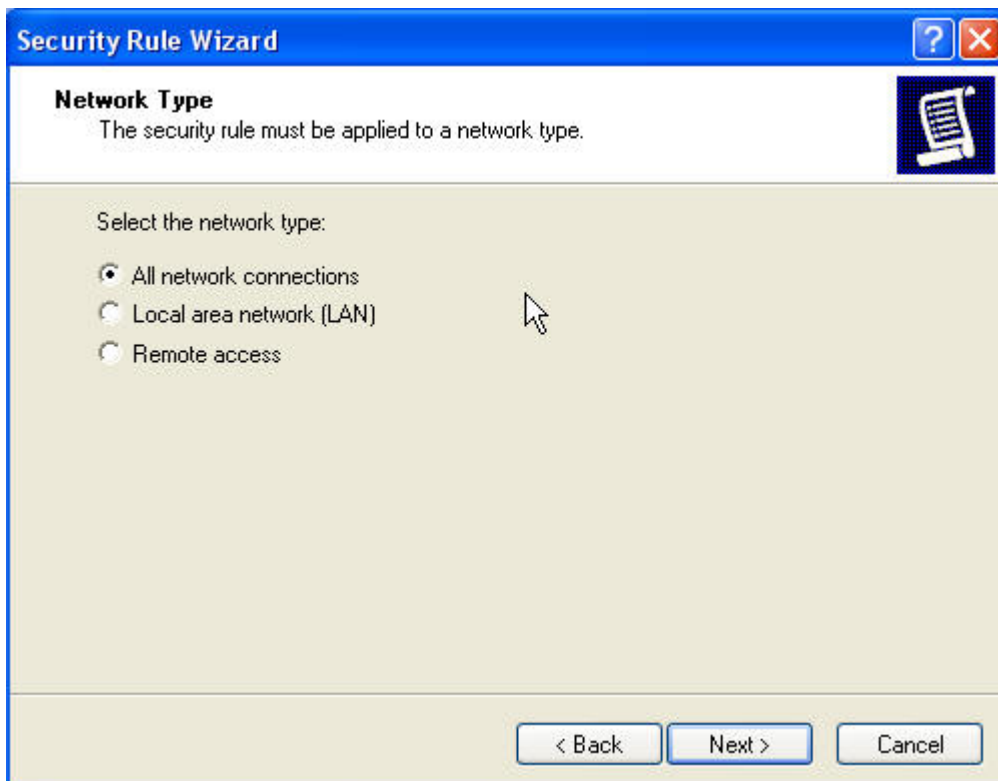 Security Rule Wizard
?
Network Type
The security rule must be applied to a network type.
Select the network type:
All network connections
Local area network (LAN)
Remote access
< Back
Next >
Cancel